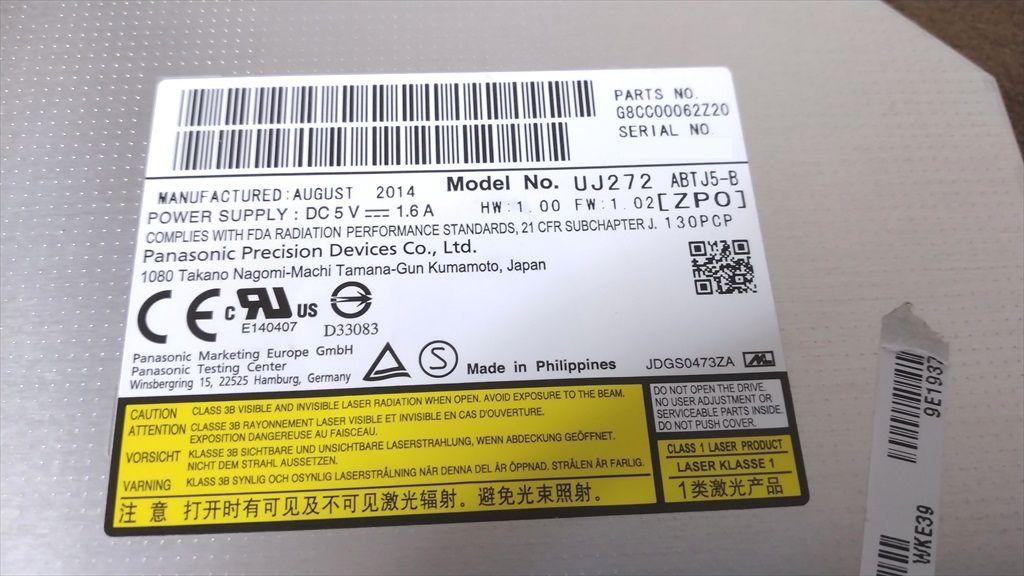 PARTS NO.
G8CC00062Z20
SERIAL NO.
MANUFACTURED:AUGUST 2014
Model No. UJ272 ABTJ5-B
POWER SUPPLY : DC 5 V 1.6 A
HW:1.00 FW:1.02 [ZP0]
COMPLIES WITH FDA RADIATION PERFORMANCE STANDARDS, 21 CFR SUBCHAPTER J. 130PCP
Panasonic Precision Devices Co., Ltd.
1080 Takano Nagomi-Machi Tamana-Gun Kumamoto, Japan
CE c RU US
E140407 D33083
Panasonic Marketing Europe GmbH
Panasonic Testing Center
Winsbergring 15, 22525 Hamburg, Germany
S
Made in Philippines
JDGS0473ZA
CAUTION CLASS 3B VISIBLE AND INVISIBLE LASER RADIATION WHEN OPEN. AVOID EXPOSURE TO THE BEAM.
ATTENTION CLASSE 3B RAYONNEMENT LASER VISIBLE ET INVISIBLE EN CAS D'OUVERTURE.
EXPOSITION DANGEREUSE AU FAISCEAU.
VORSICHT KLASSE 3B SICHTBARE UND UNSICHTBARE LASERSTRAHLUNG, WENN ABDECKUNG GEÖFFNET.
NICHT DEM STRAHL AUSSETZEN.
VARNING KLASS 3B SYNLIG OCH OSYNLIG LASERSTRÅLNING NÄR DENNA DEL ÄR ÖPPNAD. STRÅLEN ÄR FARLIG.
注 意 打开时有可见及不可见激光辐射。避免光束照射。
DO NOT OPEN THE DRIVE.
NO USER ADJUSTMENT OR
SERVICEABLE PARTS INSIDE.
DO NOT PUSH COVER.
CLASS 1 LASER PRODUCT
LASER KLASSE 1
1类激光产品
9E1937
WKE39